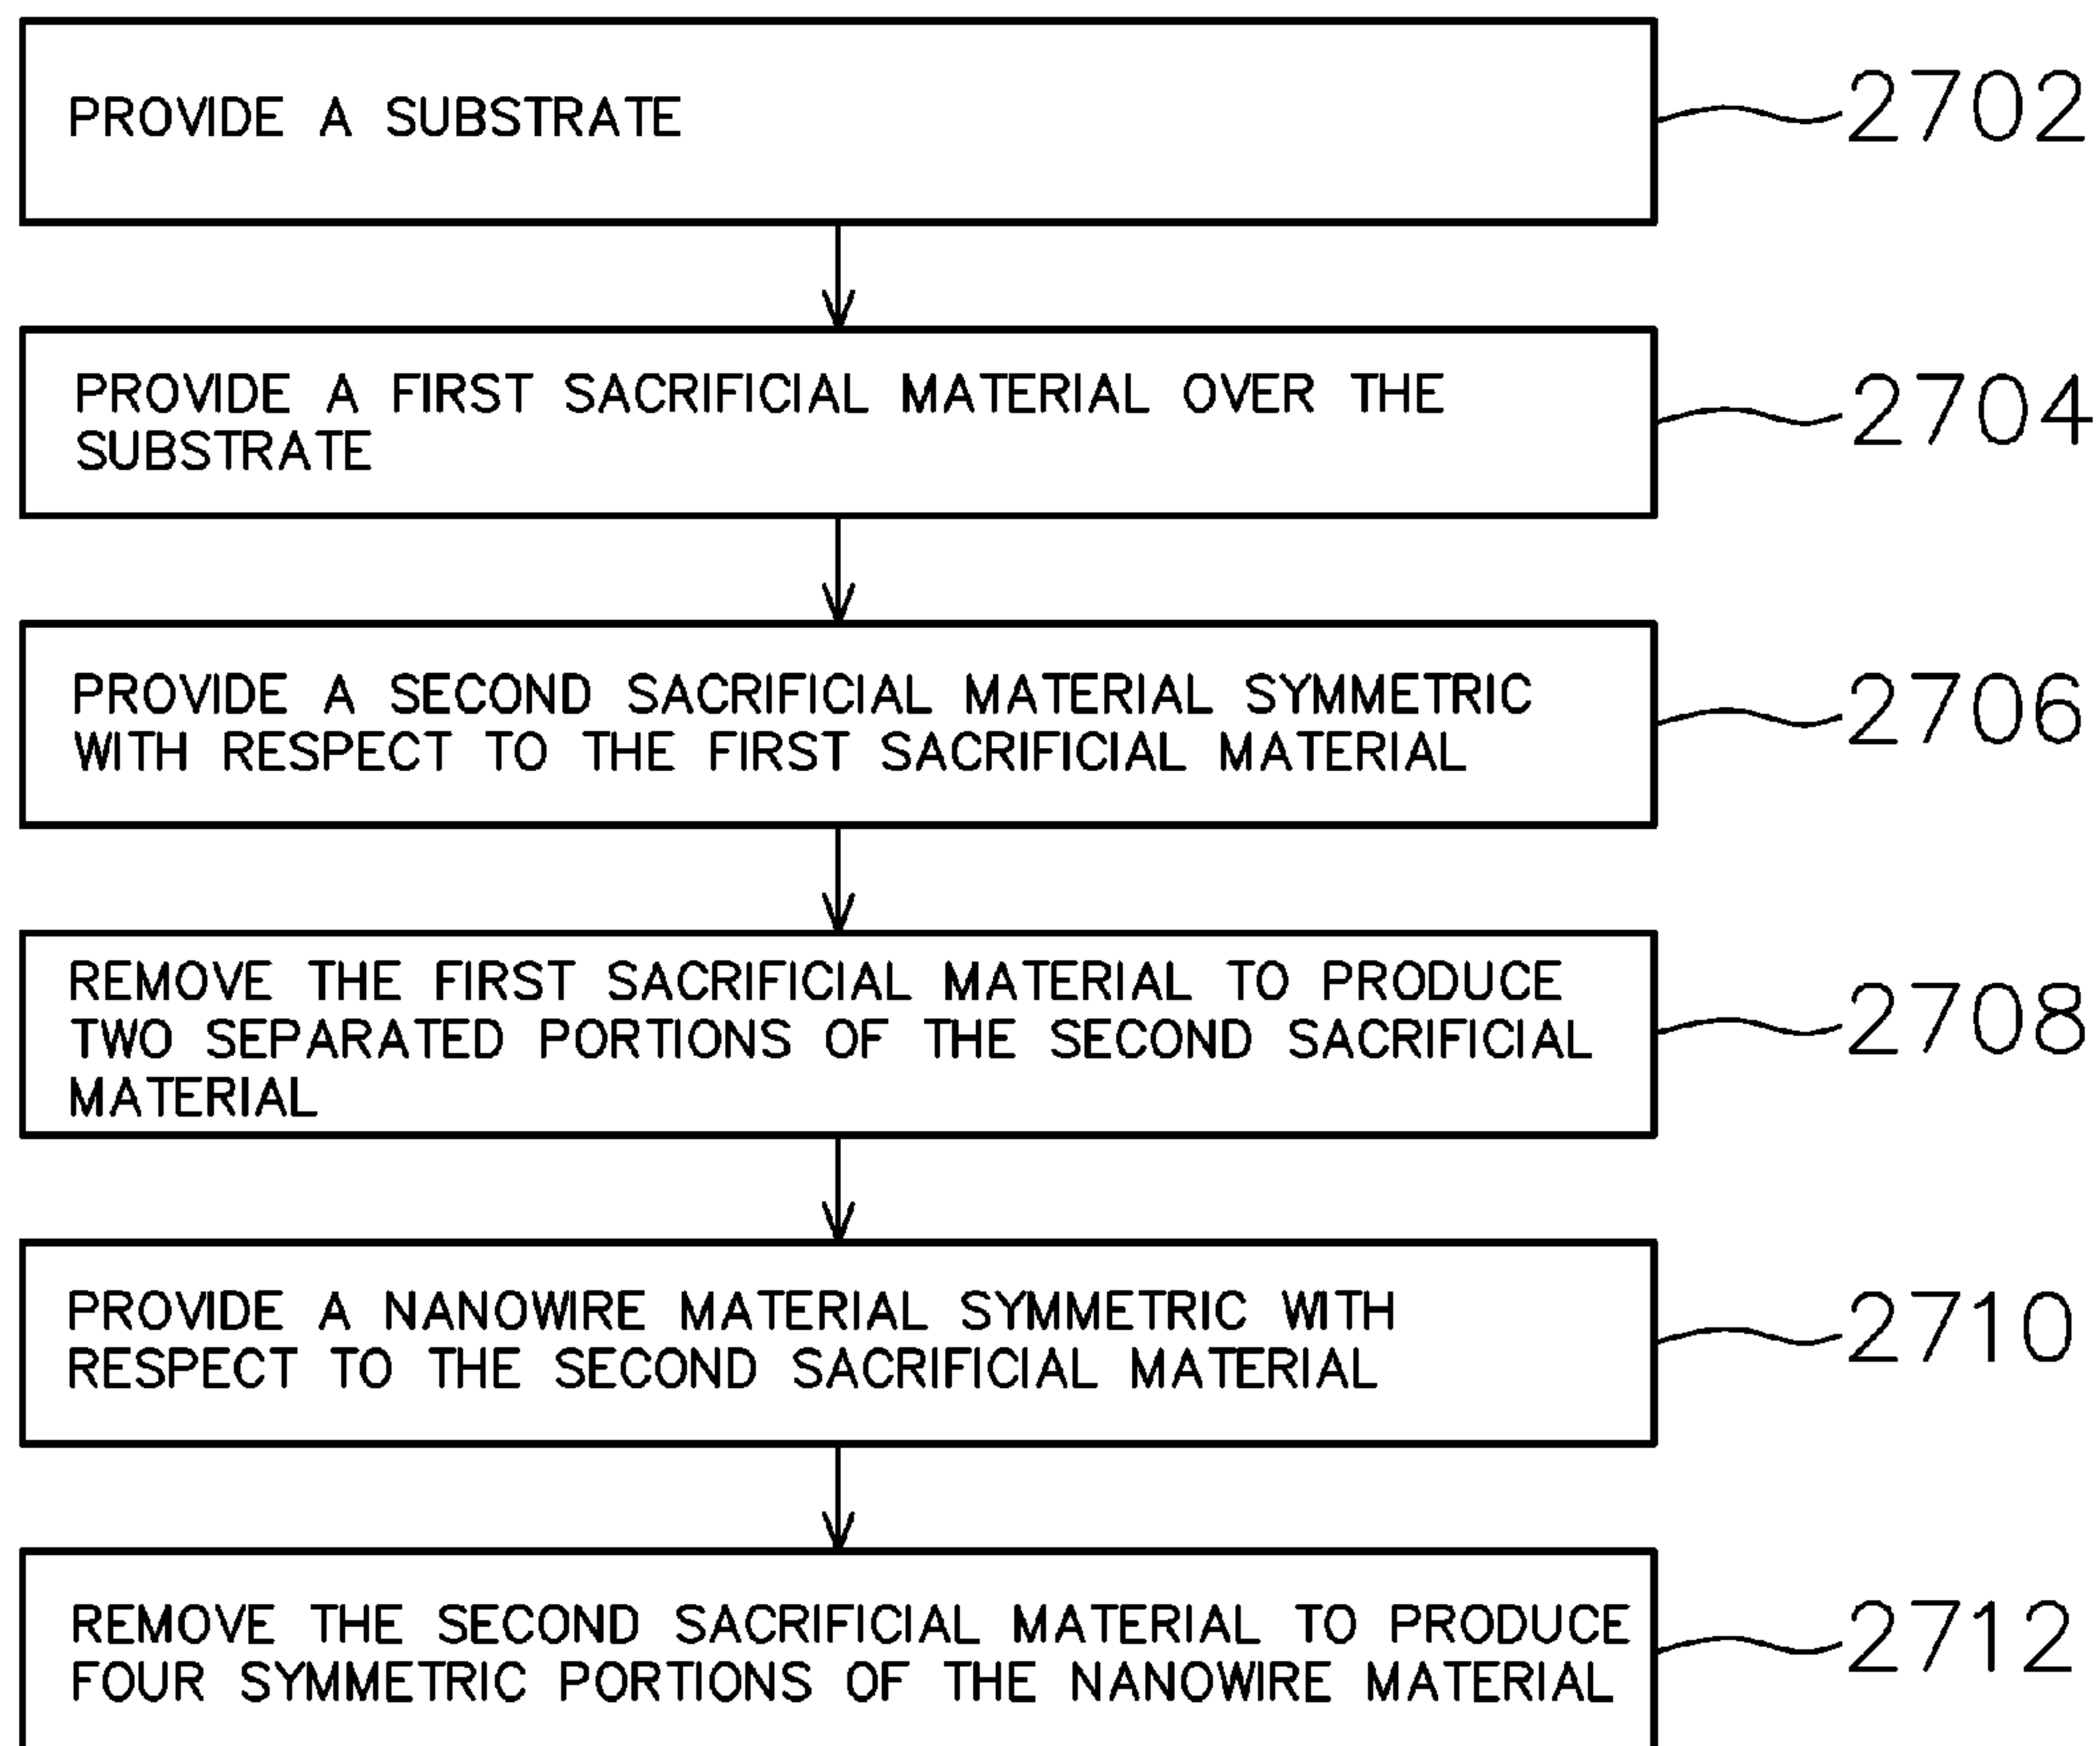 PROVIDE A SUBSTRATE
2702
PROVIDE A FIRST SACRIFICIAL MATERIAL OVER THE
SUBSTRATE
2704
PROVIDE A SECOND SACRIFICIAL MATERIAL SYMMETRIC
WITH RESPECT TO THE FIRST SACRIFICIAL MATERIAL
2706
REMOVE THE FIRST SACRIFICIAL MATERIAL TO PRODUCE
TWO SEPARATED PORTIONS OF THE SECOND SACRIFICIAL
MATERIAL
2708
PROVIDE A NANOWIRE MATERIAL SYMMETRIC WITH
RESPECT TO THE SECOND SACRIFICIAL MATERIAL
2710
REMOVE THE SECOND SACRIFICIAL MATERIAL TO PRODUCE
FOUR SYMMETRIC PORTIONS OF THE NANOWIRE MATERIAL
2712